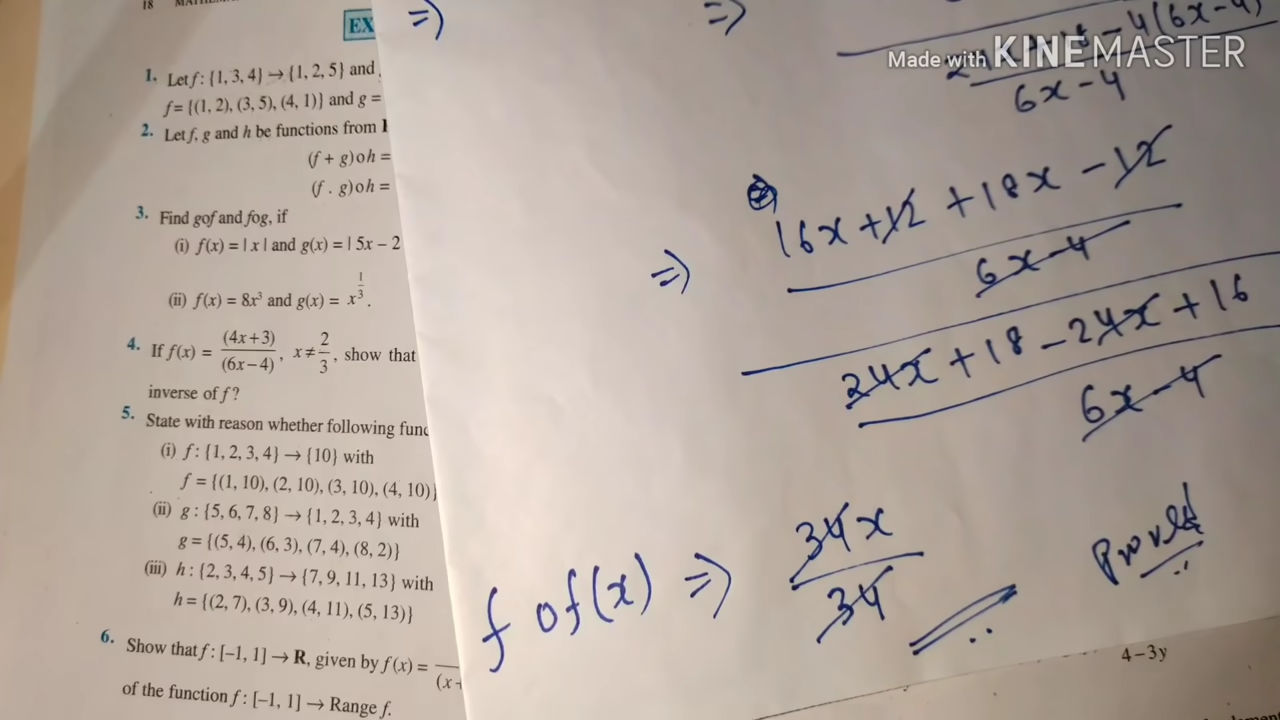 18
EX
1. Let f : {1, 3, 4} → {1, 2, 5} and
f = {(1, 2), (3, 5), (4, 1)} and g =
2. Let f, g and h be functions from
(f + g)oh =
(f . g)oh =
3. Find gof and fog, if
(i) f(x) = | x | and g(x) = | 5x – 2
(ii) f(x) = 8x³ and g(x) = x^(1/3).
4. If f(x) = (4x+3)/(6x−4), x ≠ 2/3, show that
inverse of f?
5. State with reason whether following func
(i) f : {1, 2, 3, 4} → {10} with
f = {(1, 10), (2, 10), (3, 10), (4, 10)}
(ii) g : {5, 6, 7, 8} → {1, 2, 3, 4} with
g = {(5, 4), (6, 3), (7, 4), (8, 2)}
(iii) h : {2, 3, 4, 5} → {7, 9, 11, 13} with
h = {(2, 7), (3, 9), (4, 11), (5, 13)}
6. Show that f : [–1, 1] → R, given by f(x) =
(x+
of the function f : [–1, 1] → Range f.
Made with KINEMASTER
⇒ ⇒
– 4(6x–4)
6x–4
16x+12 +18x –12
⇒
6x–4
24x +18 –24x +16
6x–4
fof(x) ⇒ 34x
34
Proved
4–3y